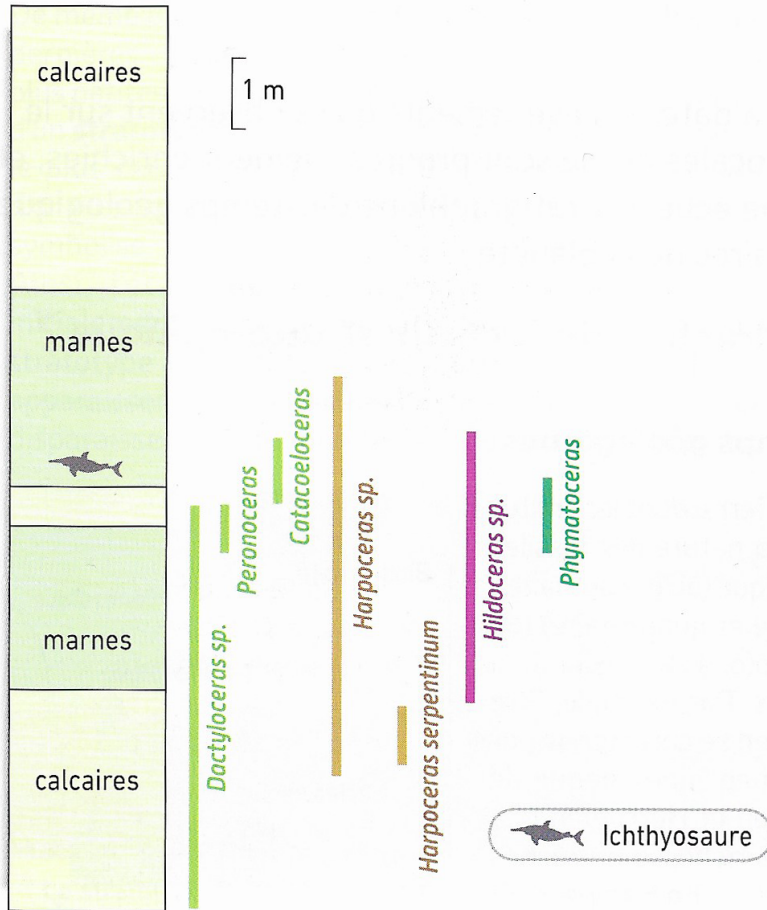 calcaires
1 m
marnes
Peronoceras
Catacoeloceras
Harpoceras sp.
Hildoceras sp.
Phymatoceras
marnes
Dactyloceras sp.
Harpoceras serpentinum
calcaires
Ichthyosaure